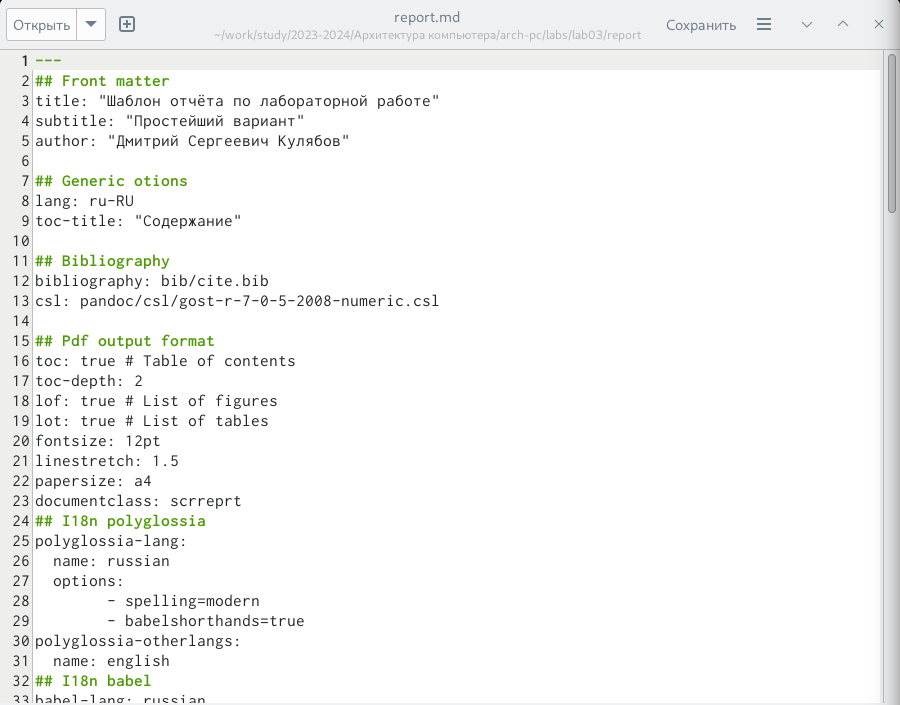 Открыть
report.md
~/work/study/2023-2024/Архитектура компьютера/arch-pc/labs/lab03/report
Сохранить
1 ---
2 ## Front matter
3 title: "Шаблон отчёта по лабораторной работе"
4 subtitle: "Простейший вариант"
5 author: "Дмитрий Сергеевич Кулябов"
6
7 ## Generic otions
8 lang: ru-RU
9 toc-title: "Содержание"
10
11 ## Bibliography
12 bibliography: bib/cite.bib
13 csl: pandoc/csl/gost-r-7-0-5-2008-numeric.csl
14
15 ## Pdf output format
16 toc: true # Table of contents
17 toc-depth: 2
18 lof: true # List of figures
19 lot: true # List of tables
20 fontsize: 12pt
21 linestretch: 1.5
22 papersize: a4
23 documentclass: scrreprt
24 ## I18n polyglossia
25 polyglossia-lang:
26   name: russian
27   options:
28         - spelling=modern
29         - babelshorthands=true
30 polyglossia-otherlangs:
31   name: english
32 ## I18n babel
33 babel-lang: russian